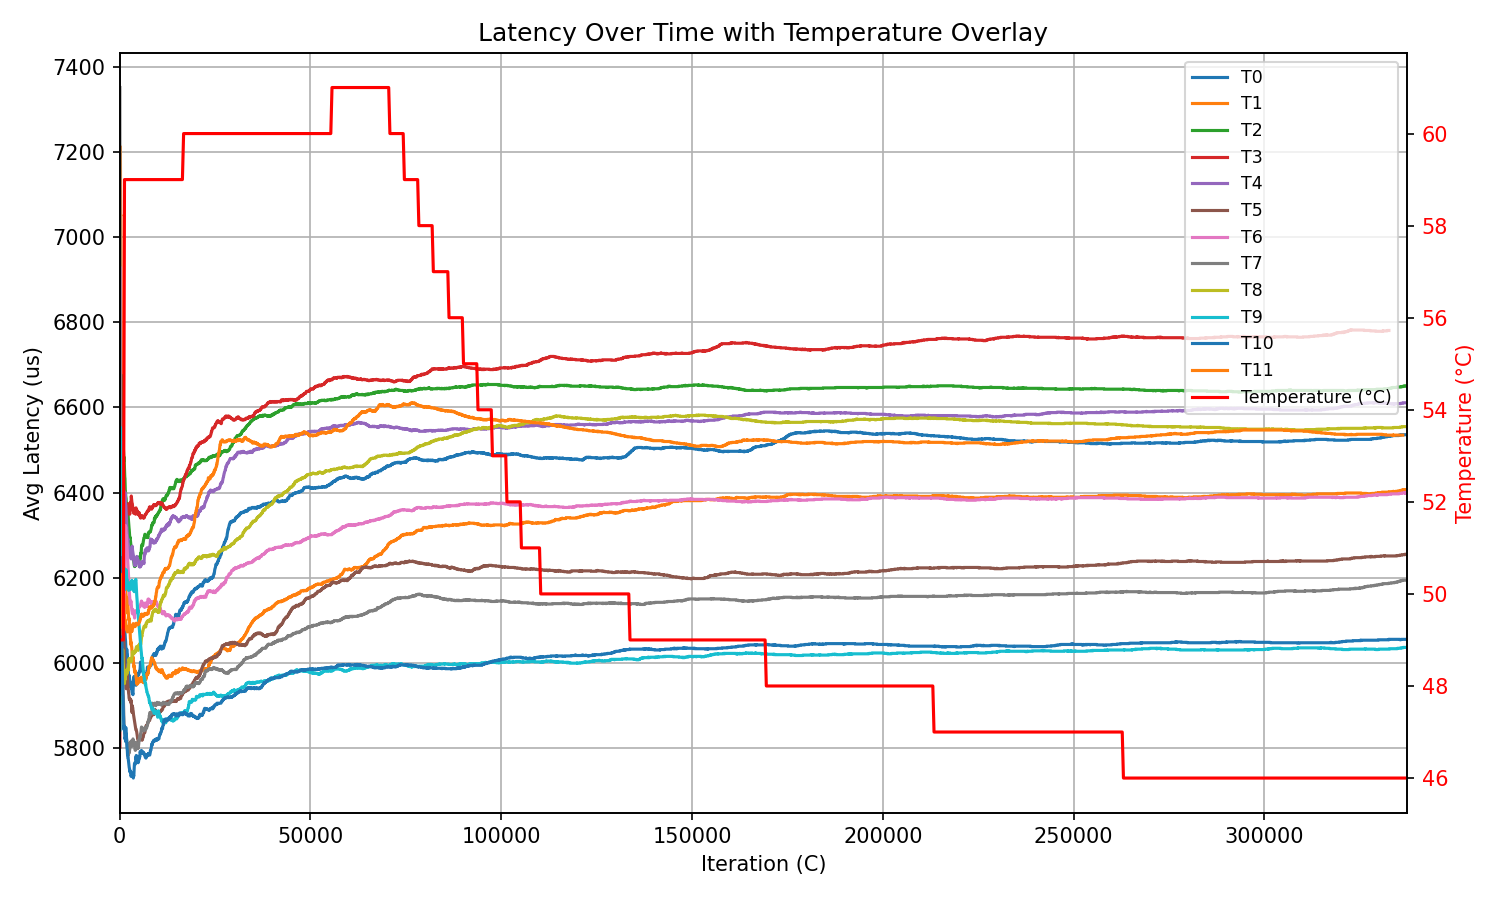 Latency Over Time with Temperature Overlay
7400
7200
7000
6800
6600
6400
6200
6000
5800
Avg Latency (us)
0
50000
100000
150000
200000
250000
300000
Iteration (C)
60
58
56
54
52
50
48
46
Temperature (°C)
T0
T1
T2
T3
T4
T5
T6
T7
T8
T9
T10
T11
Temperature (°C)